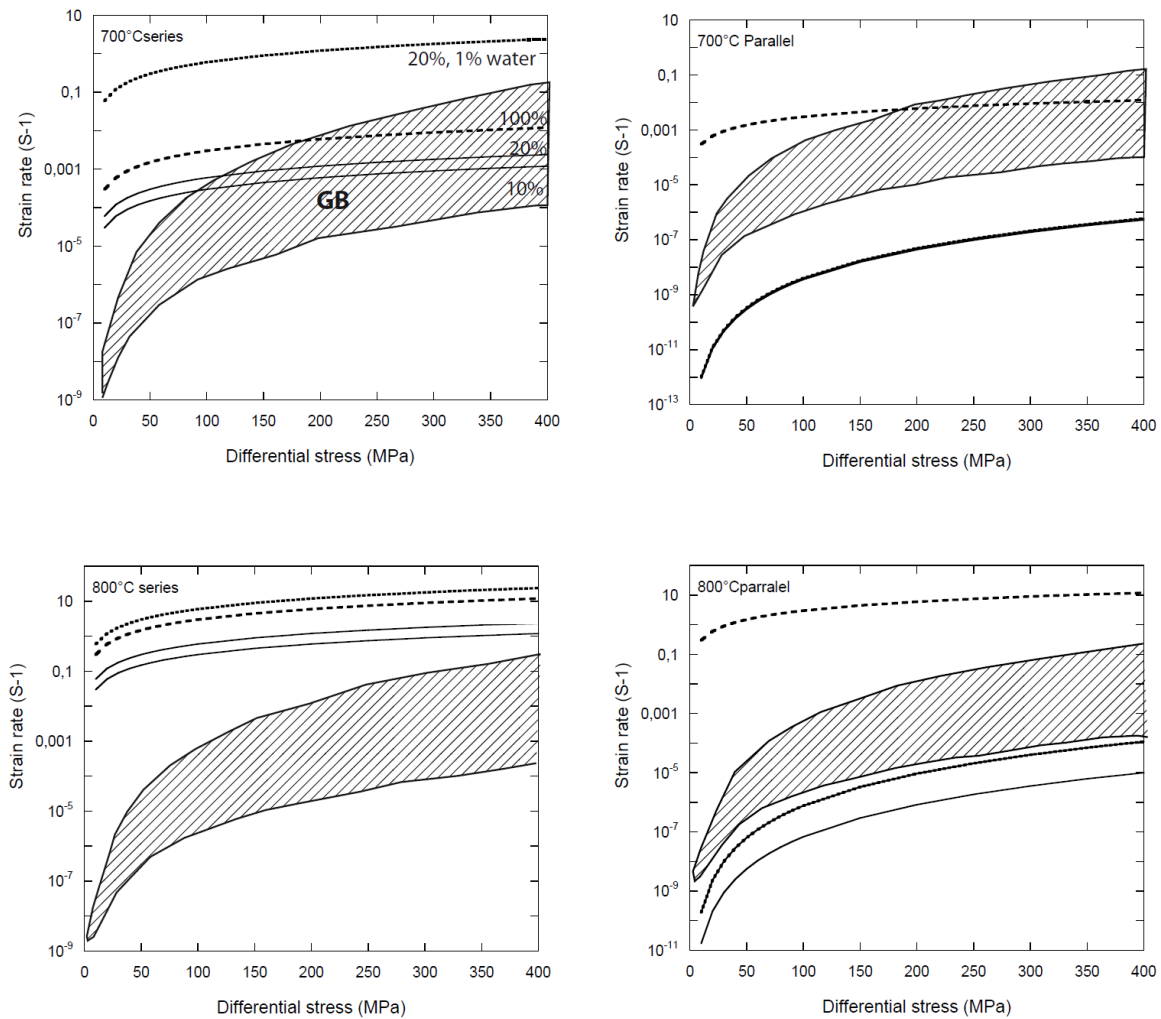 700°Cseries
10
0,1
0,001
10-5
10-7
10-9
Strain rate (S-1)
20%, 1% water
100%
20%
10%
GB
0 50 100 150 200 250 300 350 400
Differential stress (MPa)
700°C Parallel
10
0,1
0,001
10-5
10-7
10-9
10-11
10-13
Strain rate (S-1)
0 50 100 150 200 250 300 350 400
Differential stress (MPa)
800°C series
10
0,1
0,001
10-5
10-7
10-9
Strain rate (S-1)
0 50 100 150 200 250 300 350 400
Differential stress (MPa)
800°Cparralel
10
0,1
0,001
10-5
10-7
10-9
10-11
Strain rate (S-1)
0 50 100 150 200 250 300 350 400
Differential stress (MPa)